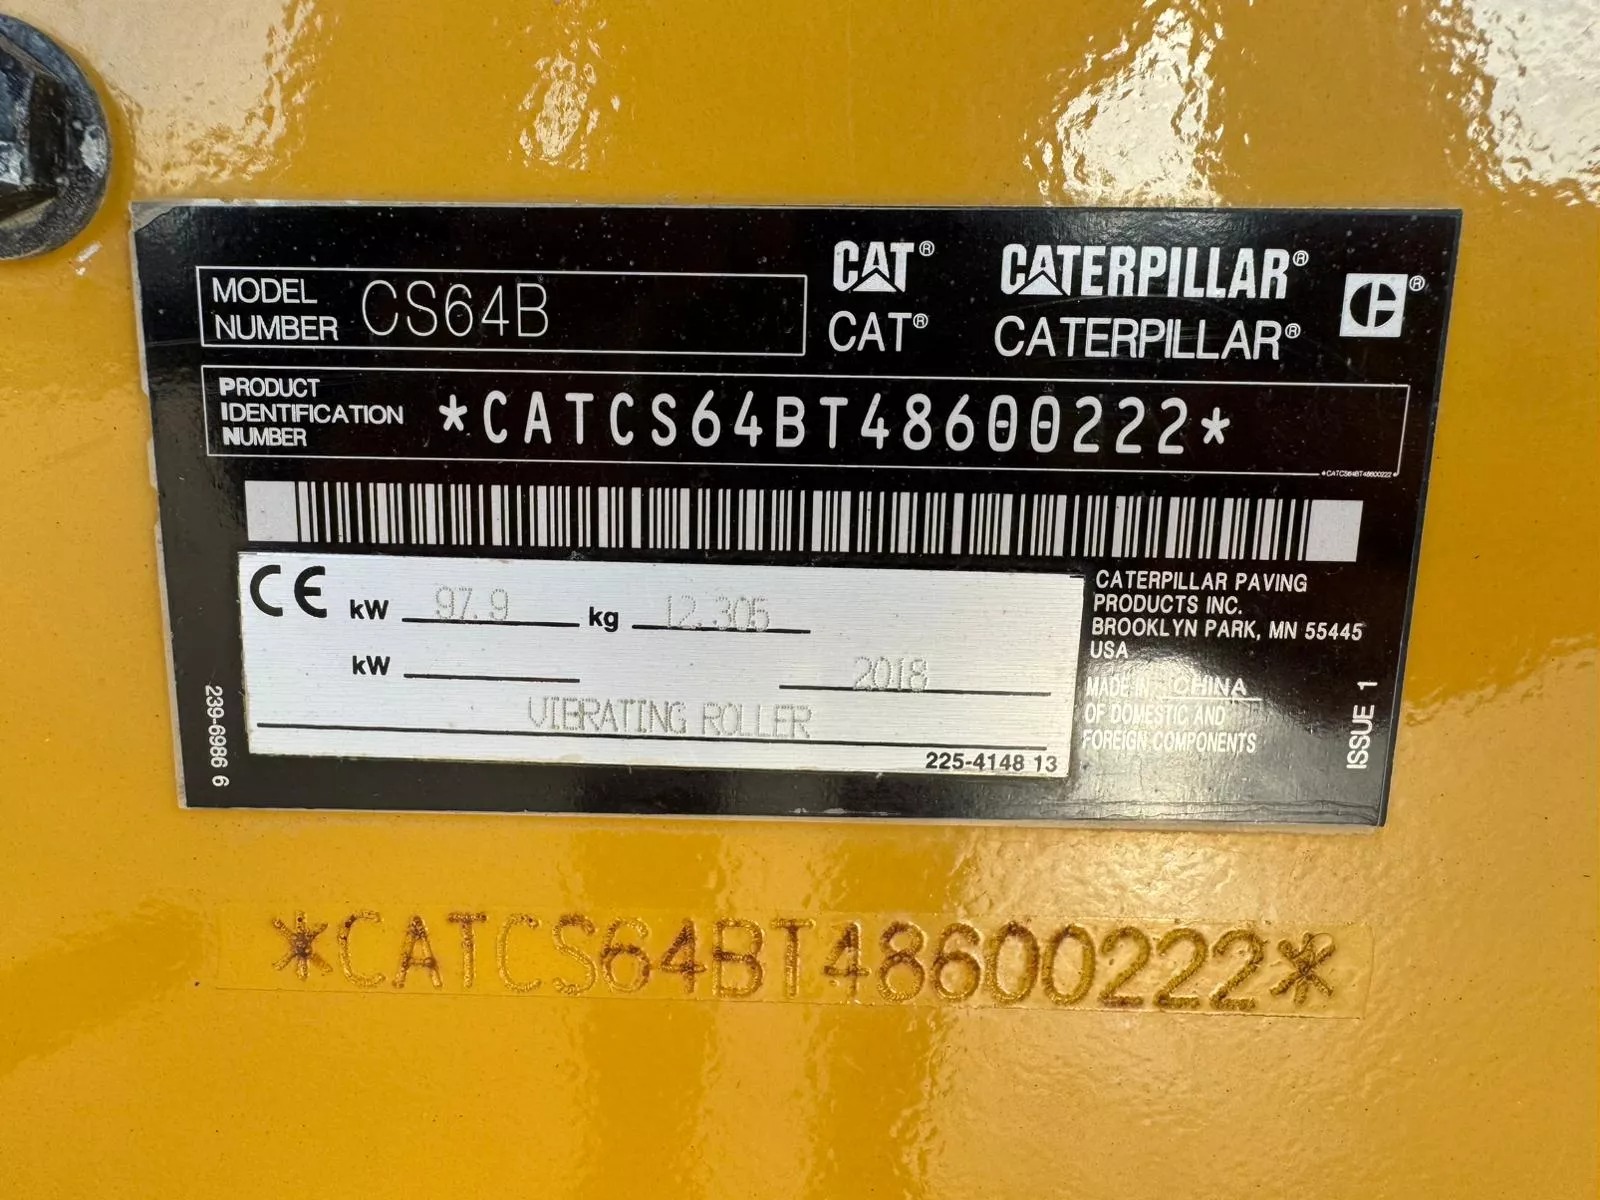 CAT® CATERPILLAR®
CAT® CATERPILLAR®
MODEL NUMBER CS64B
PRODUCT IDENTIFICATION NUMBER *CATCS64BT48600222*
*CATCS64BT48600222*
CE kW 97.9 kg 12.305
kW 2018
VIBRATING ROLLER
225-4148 13
CATERPILLAR PAVING
PRODUCTS INC.
BROOKLYN PARK, MN 55445
USA
MADE IN CHINA
OF DOMESTIC AND
FOREIGN COMPONENTS
ISSUE 1
239-6986 6
*CATCS64BT48600222*